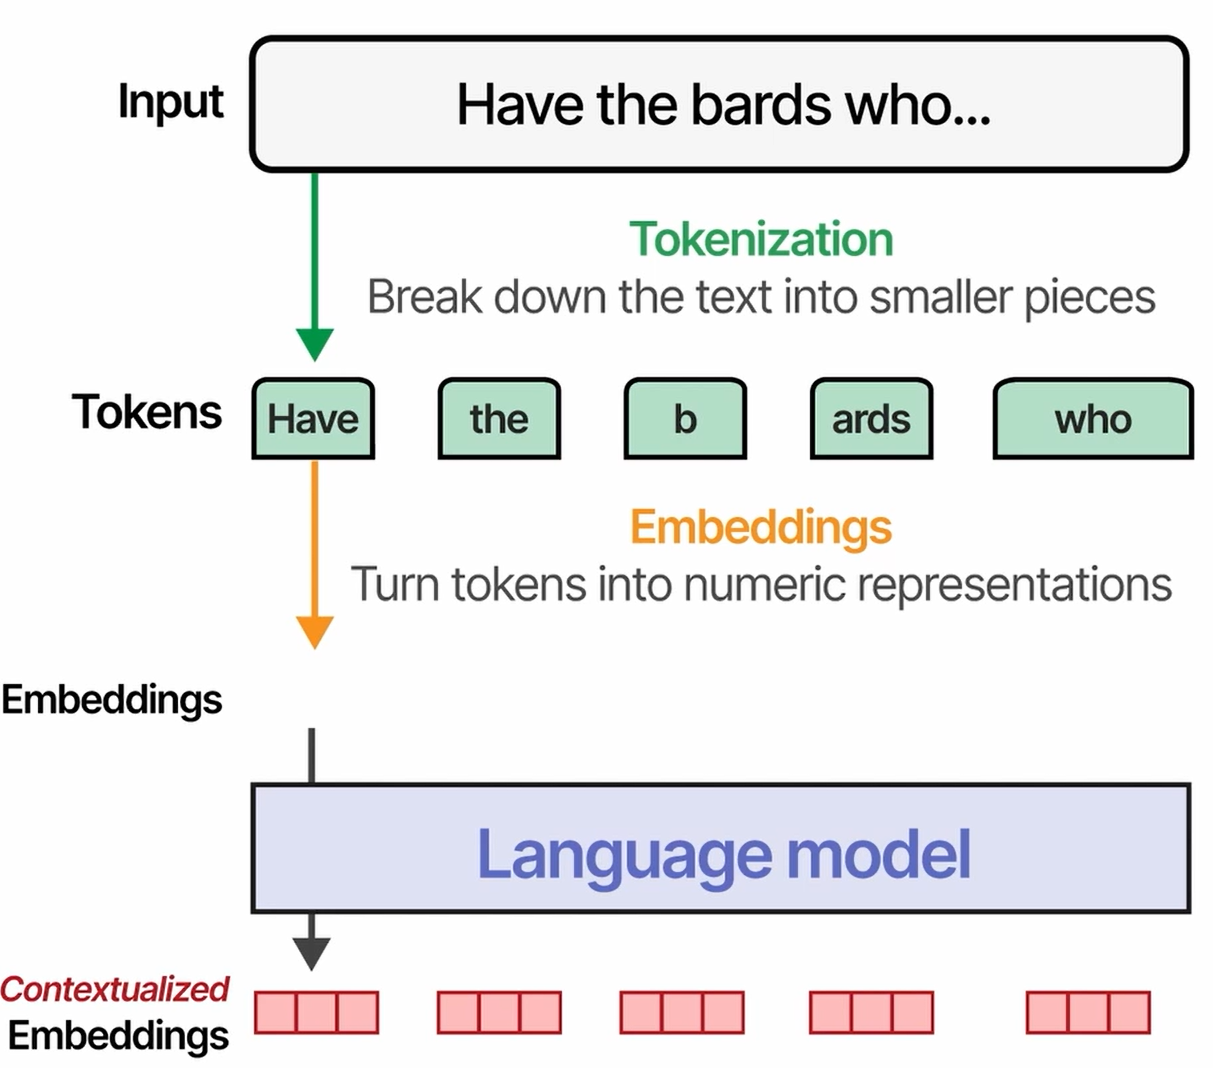 Input
Have the bards who...
Tokenization
Break down the text into smaller pieces
Tokens
Have the b ards who
Embeddings
Turn tokens into numeric representations
Embeddings
Language model
Contextualized
Embeddings